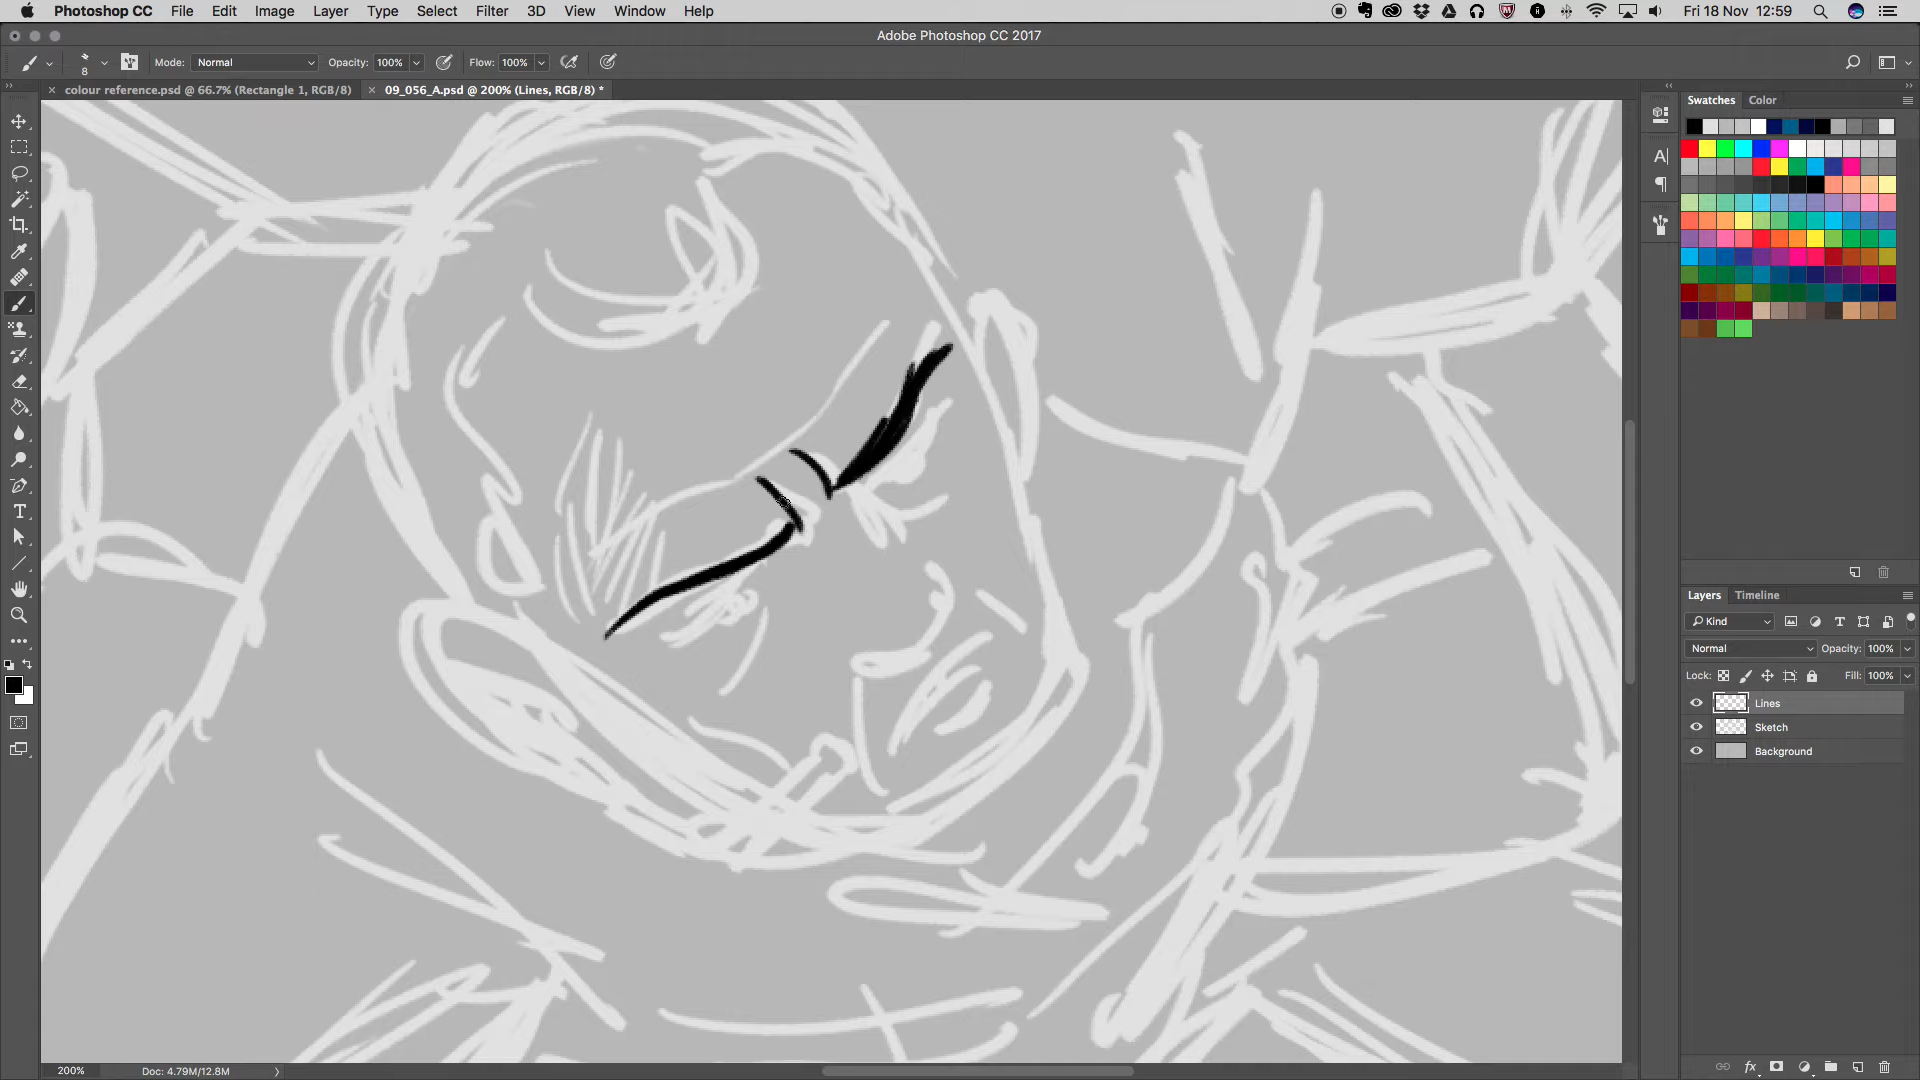 Photoshop CC File Edit Image Layer Type Select Filter 3D View Window Help Fri 18 Nov 12:59
Adobe Photoshop CC 2017
8 Mode: Normal Opacity: 100% Flow: 100%
colour reference.psd @ 66.7% (Rectangle 1, RGB/8) 09_056_A.psd @ 200% (Lines, RGB/8) *
Swatches Color
Layers Timeline
Kind
Normal Opacity: 100%
Lock: Fill: 100%
Lines
Sketch
Background
200% Doc: 4.79M/12.8M